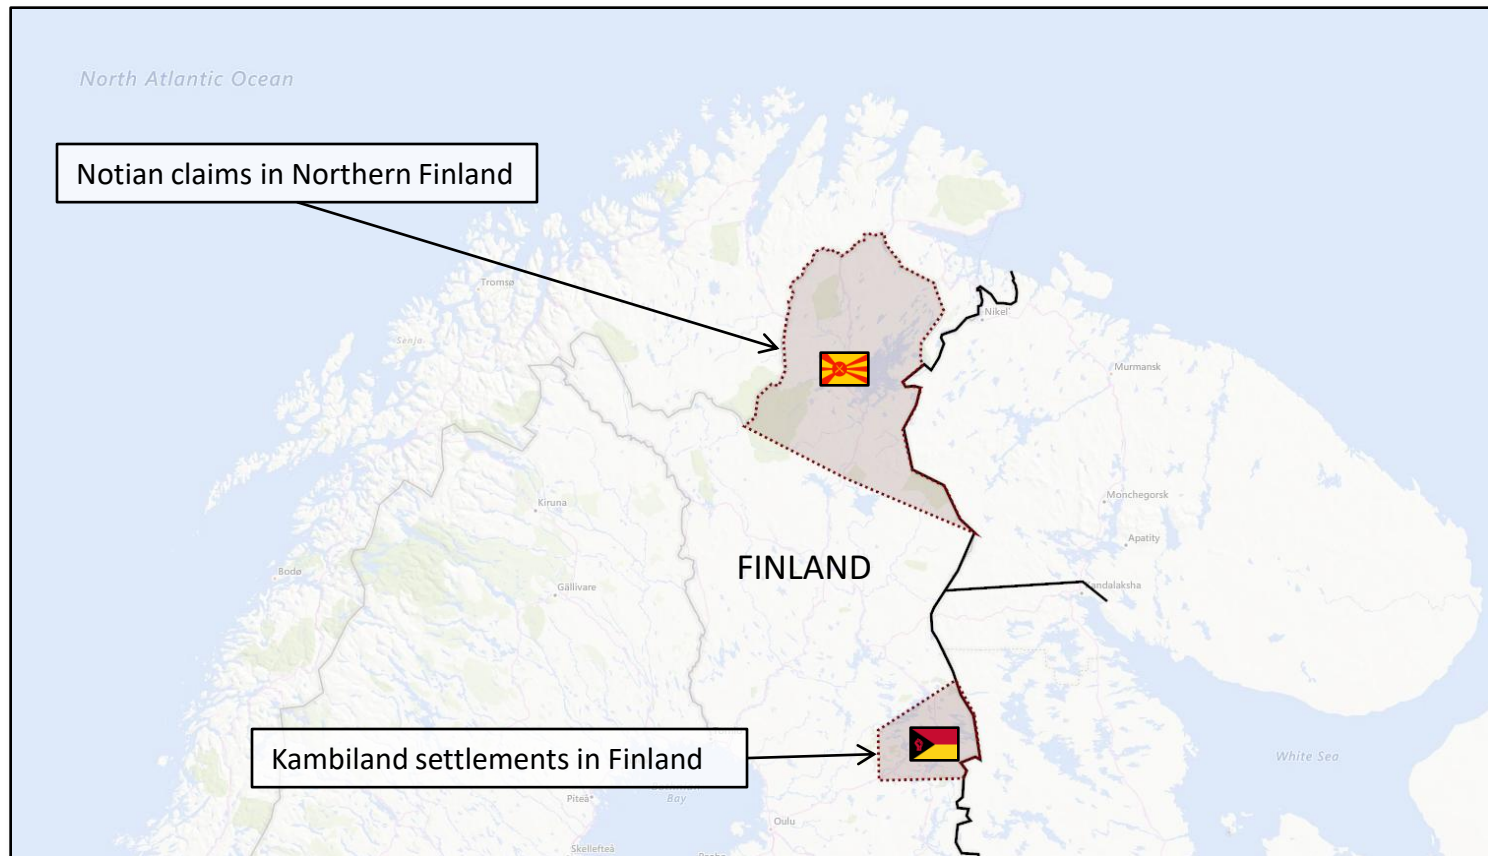 North Atlantic Ocean
Notian claims in Northern Finland
Tromsø
Senja
Nikel
Murmansk
Kiruna
Monchegorsk
Apatity
FINLAND
Bodø
Gällivare
andalaksha
Kambiland settlements in Finland
White Sea
Piteå
Bay
Oulu
Skellefteå